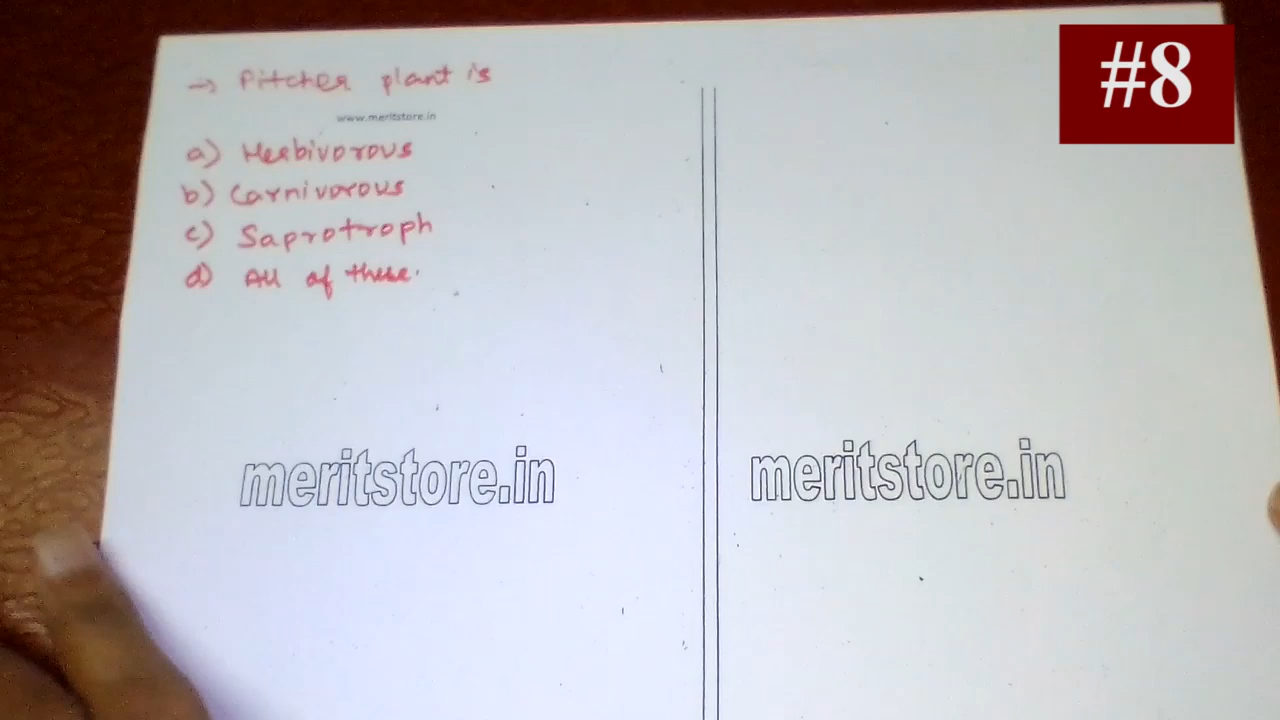 #8
→ Pitcher plant is
www.meritstore.in
a) Herbivorous
b) Carnivorous
c) Saprotroph
d) All of these.
meritstore.in
meritstore.in